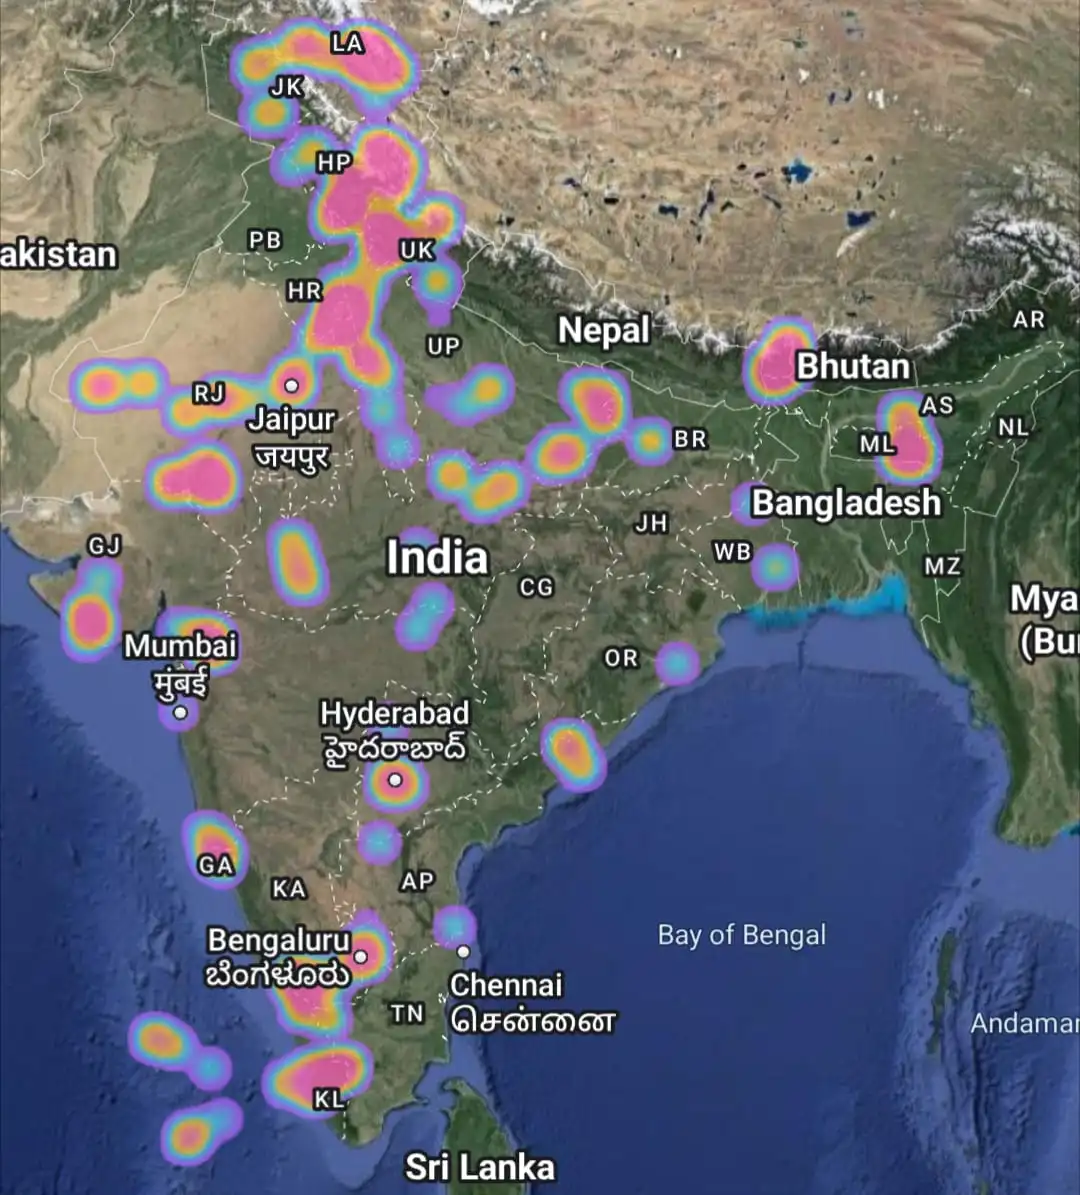 LA
JK
HP
PB
UK
akistan
HR
AR
Nepal
UP
Bhutan
RJ
AS
Jaipur
जयपुर
NL
BR
ML
Bangladesh
JH
GJ
WB
India
MZ
CG
Mya
(Bu
Mumbai
मुंबई
OR
Hyderabad
హైదరాబాద్
GA
KA
AP
Bengaluru
ಬೆಂಗಳೂರು
Bay of Bengal
Chennai
சென்னை
TN
Andaman
KL
Sri Lanka